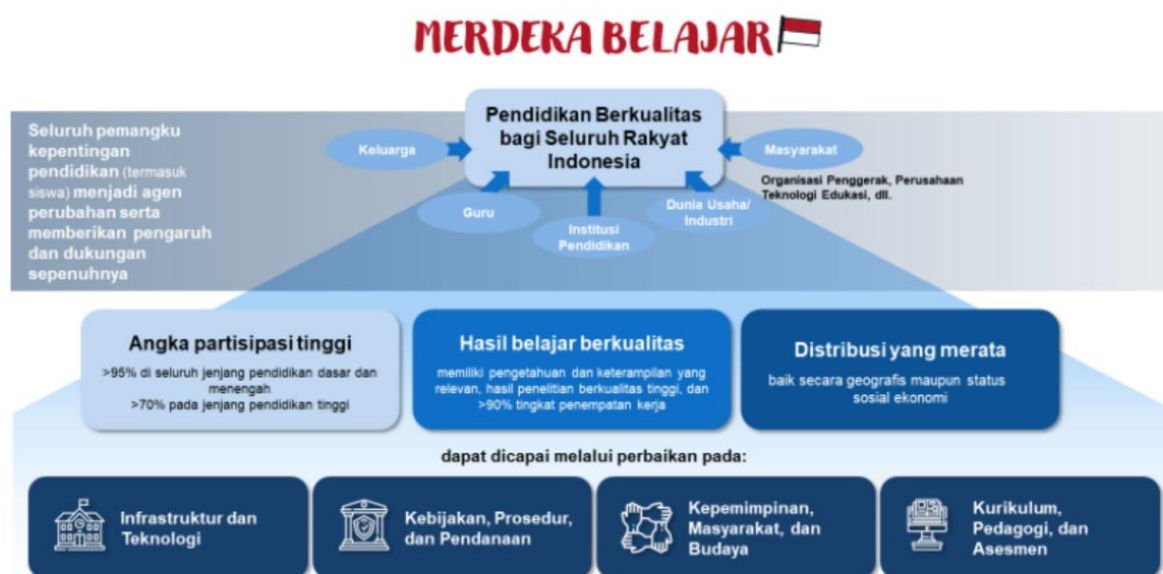 MERDEKA BELAJAR
Pendidikan Berkualitas
bagi Seluruh Rakyat
Indonesia
Seluruh pemangku
kepentingan
pendidikan (termasuk
siswa) menjadi agen
perubahan serta
memberikan pengaruh
dan dukungan
sepenuhnya
Keluarga
Guru
Institusi
Pendidikan
Dunia Usaha/
Industri
Masyarakat
Organisasi Penggerak, Perusahaan
Teknologi Edukasi, dll.
Angka partisipasi tinggi
>95% di seluruh jenjang pendidikan dasar dan
menengah
>70% pada jenjang pendidikan tinggi
Hasil belajar berkualitas
memiliki pengetahuan dan keterampilan yang
relevan, hasil penelitian berkualitas tinggi, dan
>90% tingkat penempatan kerja
Distribusi yang merata
baik secara geografis maupun status
sosial ekonomi
dapat dicapai melalui perbaikan pada:
Infrastruktur dan
Teknologi
Kebijakan, Prosedur,
dan Pendanaan
Kepemimpinan,
Masyarakat, dan
Budaya
Kurikulum,
Pedagogi, dan
Asesmen